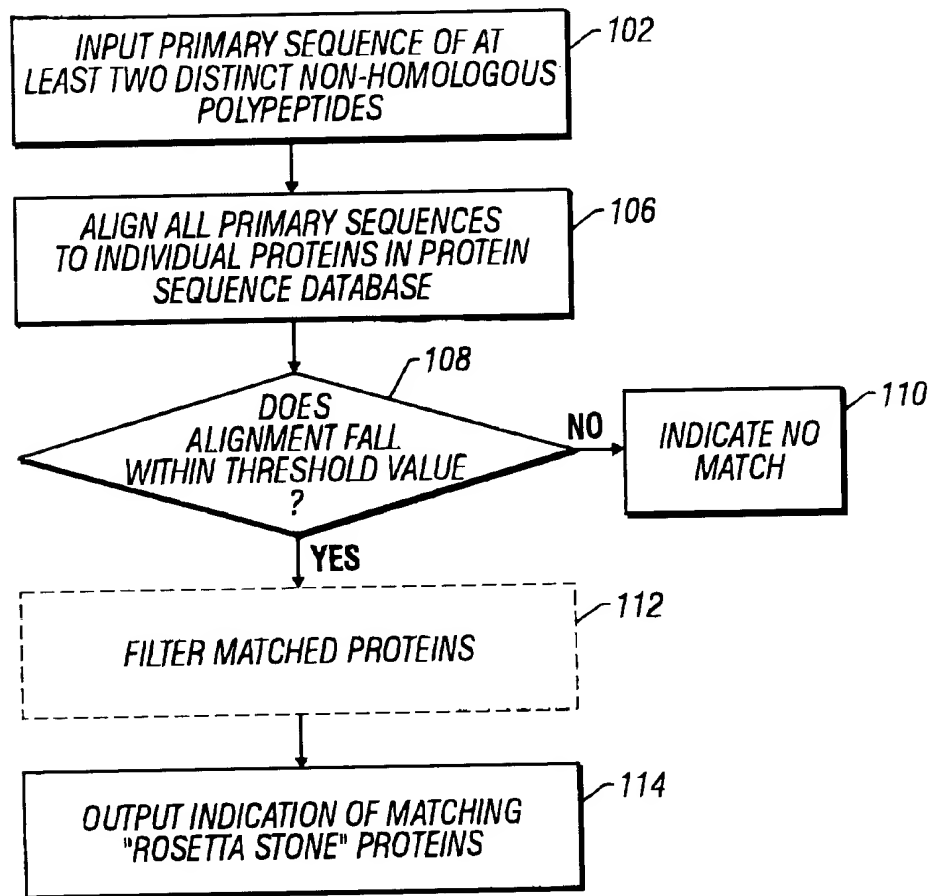 INPUT PRIMARY SEQUENCE OF AT
LEAST TWO DISTINCT NON-HOMOLOGOUS
POLYPEPTIDES
102
ALIGN ALL PRIMARY SEQUENCES
TO INDIVIDUAL PROTEINS IN PROTEIN
SEQUENCE DATABASE
106
108
DOES
ALIGNMENT FALL
WITHIN THRESHOLD VALUE
?
NO
INDICATE NO
MATCH
110
YES
FILTER MATCHED PROTEINS
112
OUTPUT INDICATION OF MATCHING
"ROSETTA STONE" PROTEINS
114